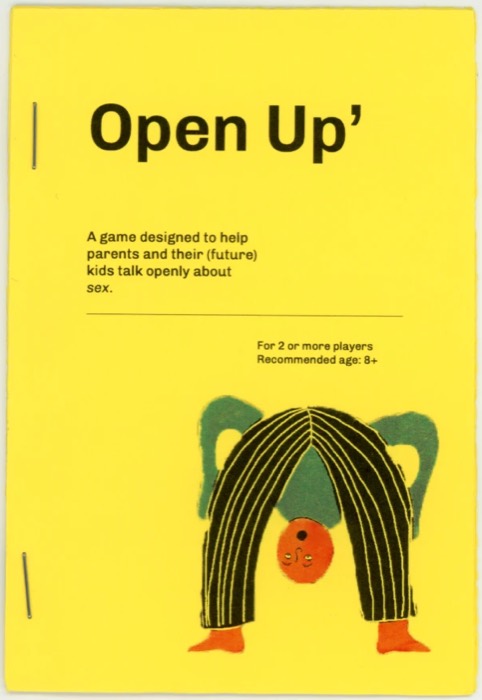 Open Up’
A game designed to help
parents and their (future)
kids talk openly about
sex.
For 2 or more players
Recommended age: 8+